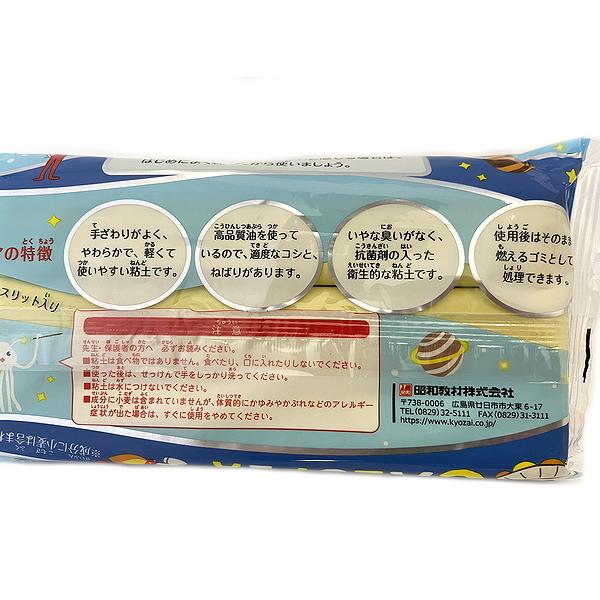 はじめによく
から使いましょう。
アの特徴
手ざわりがよく、
やわらかで、軽くて
使いやすい粘土です。
高品質油を使って
いるので、適度なコシと、
ねばりがあります。
いやな臭いがなく、
抗菌剤の入った
衛生的な粘土です。
使用後はそのまま
燃えるゴミとして
処理できます。
スリット入り
注意
先生・保護者の方へ 必ずお読みください。
■粘土は食べ物ではありません。食べたり、口に入れたりしないでください。
■使った後は、せっけんで手をしっかり洗ってください。
■粘土は水につけないでください。
■成分に小麦は含まれていませんが、体質的にかゆみやかぶれなどのアレルギー
症状が出た場合は、すぐに使用をやめてください。
昭和教材株式会社
〒738-0006 広島県廿日市市大東 6-17
TEL(0829)32-5111 FAX(0829)31-3111
https://www.kyozai.co.jp/
※成分に小麦は含まれ